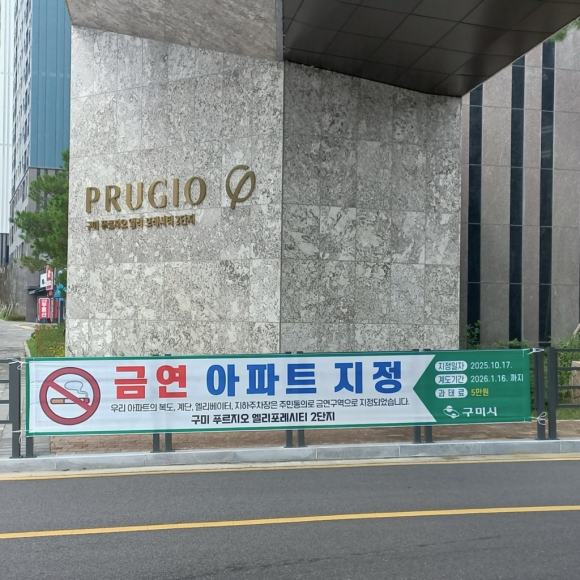 PRUGIO
구미 푸르지오 엘리포레시티 2단지
금연 아파트 지정
우리 아파트의 복도, 계단, 엘리베이터, 지하주차장은 주민동의로 금연구역으로 지정되었습니다.
구미 푸르지오 엘리포레시티 2단지
지정일자 2025.10.17.
계도기간 2026.1.16. 까지
과태료 5만원
구미시